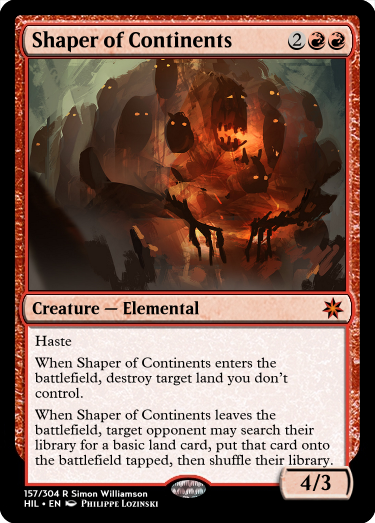 Shaper of Continents 2
Creature — Elemental
Haste
When Shaper of Continents enters the
battlefield, destroy target land you don't
control.
When Shaper of Continents leaves the
battlefield, target opponent may search their
library for a basic land card, put that card onto
the battlefield tapped, then shuffle their library.
4/3
157/304 R Simon Williamson
HIL • EN Philippe Lozinski